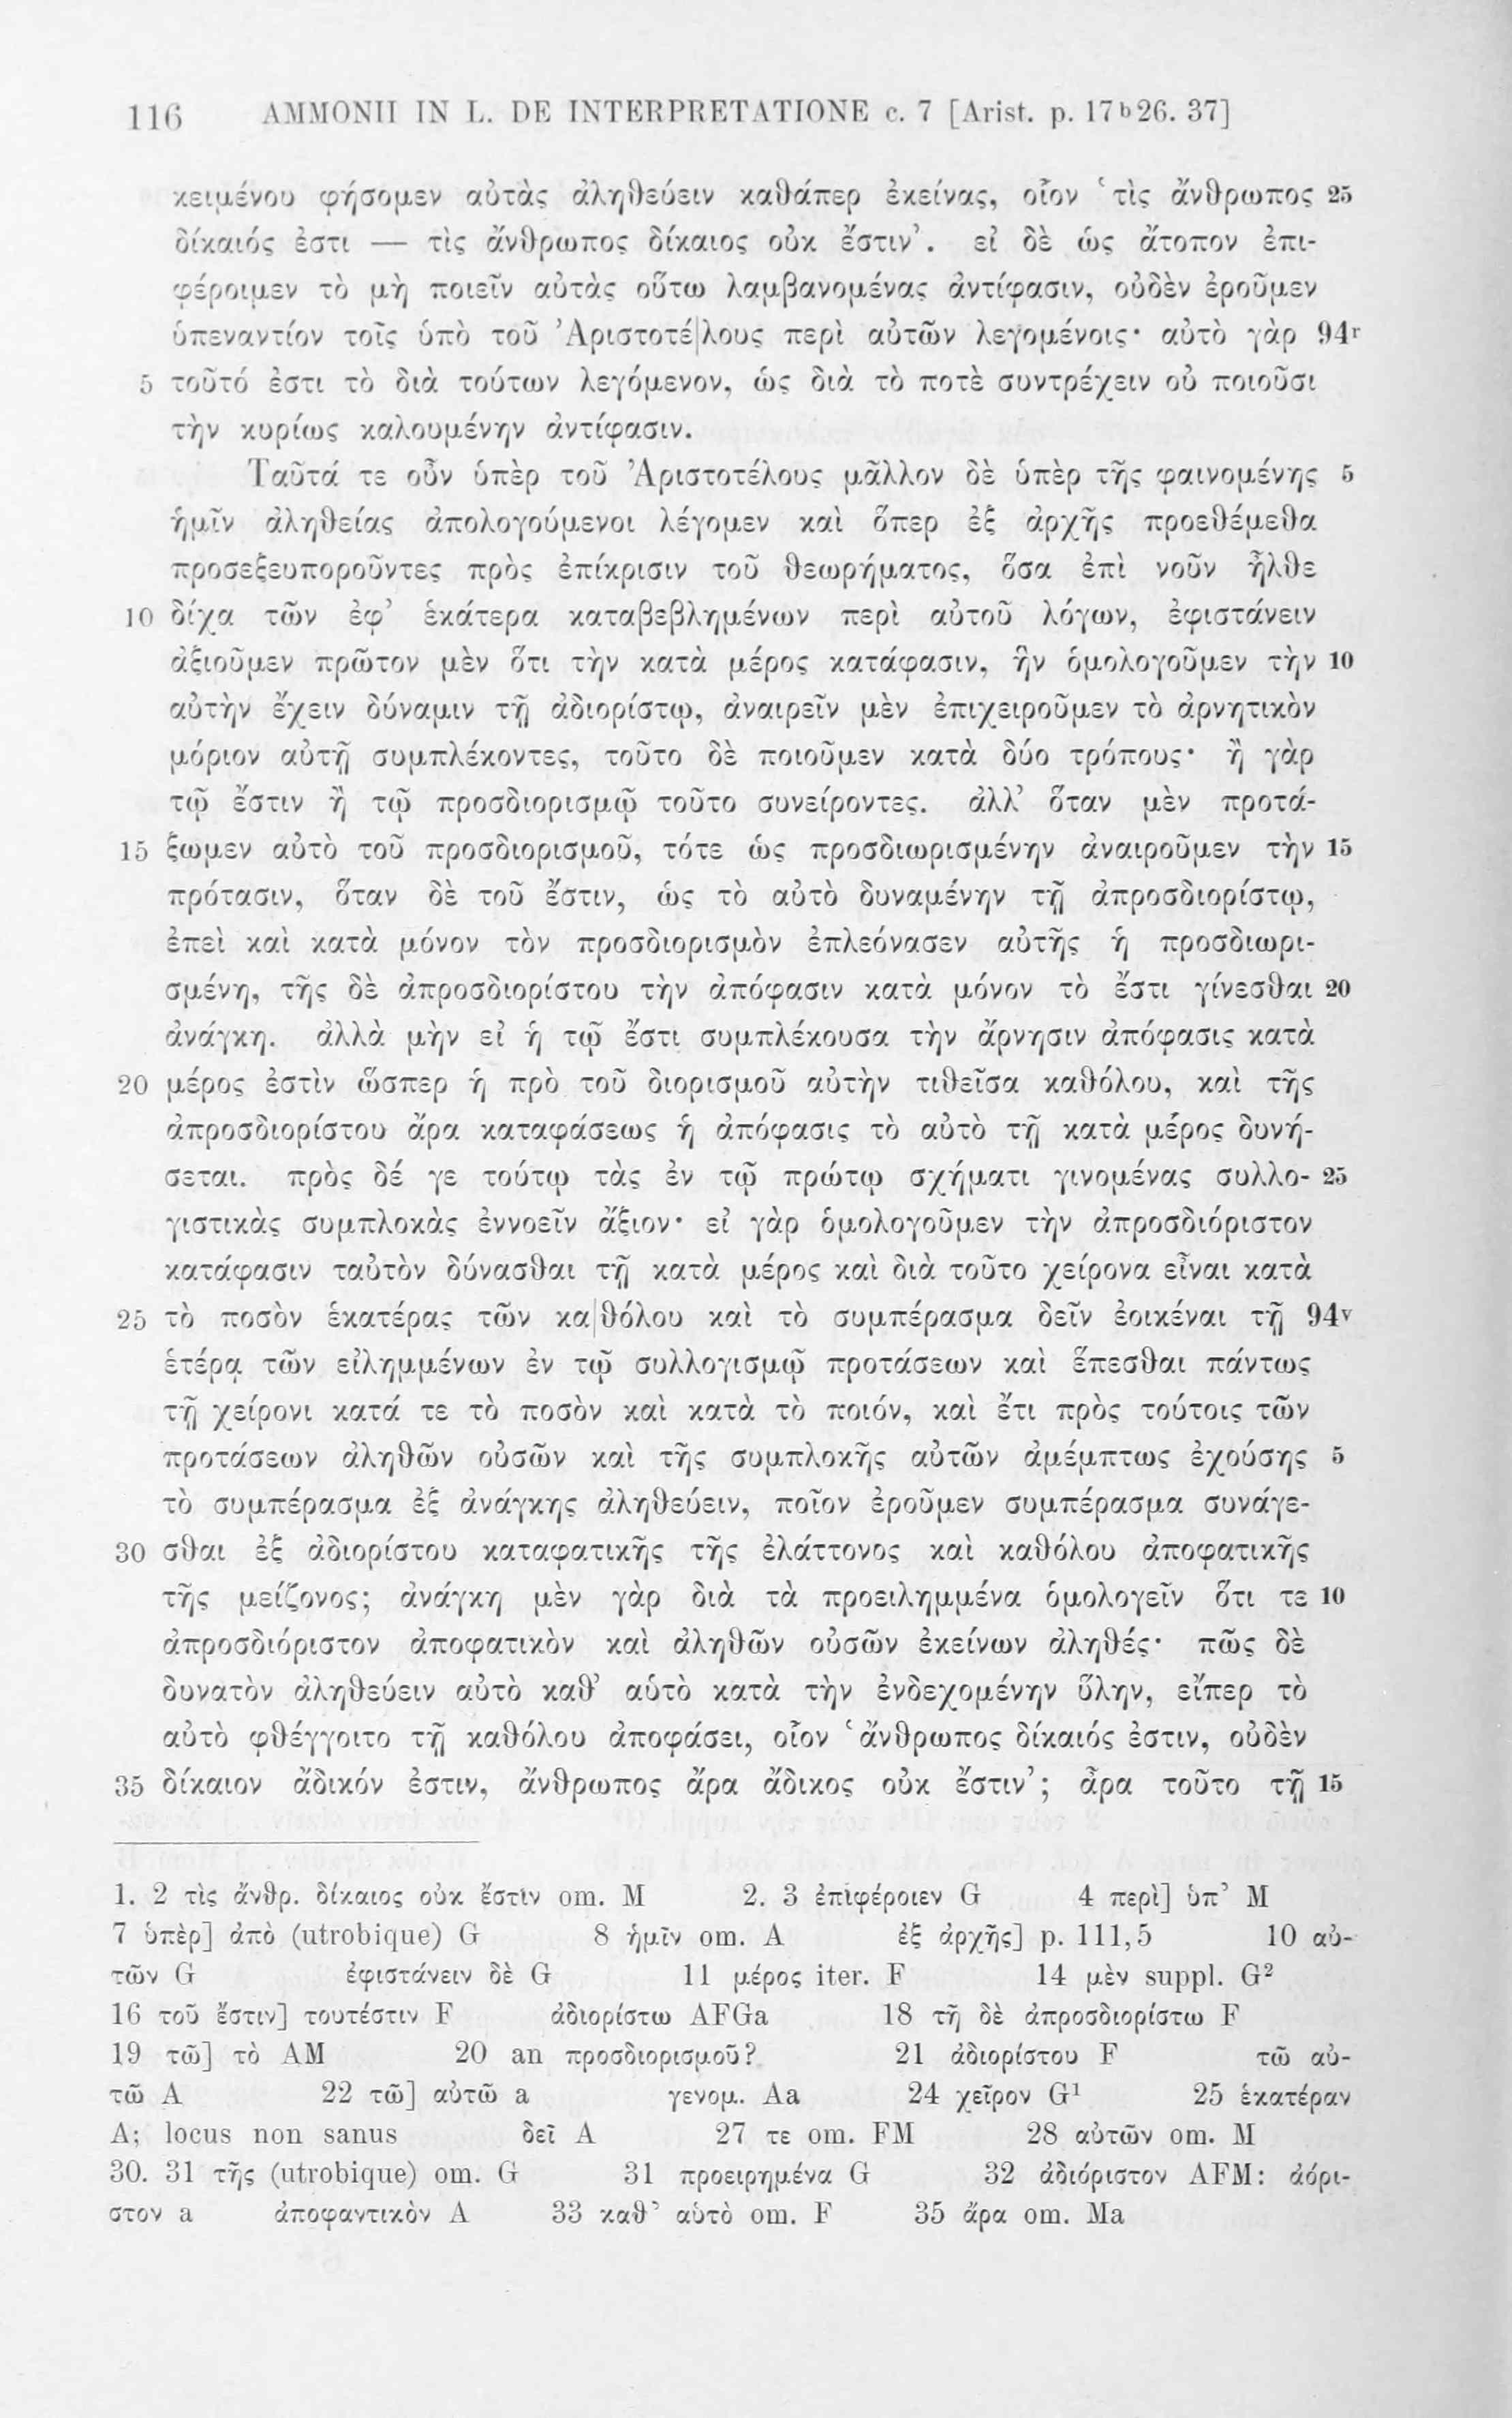 116 AMMONII IN L. DE INTERPRETATIONE c. 7 [Arist. p. 17b26. 37]
κειμένου φήσομεν αὐτὰς ἀληθεύειν καθάπερ ἐκείνας, οἷον ʽτὶς ἄνθρωπος 25
δίκαιός ἐστι — τὶς ἄνθρωπος δίκαιος οὐκ ἔστιν’. εἰ δὲ ὡς ἄτοπον ἐπι-
φέροιμεν τὸ μὴ ποιεῖν αὐτὰς οὕτω λαμβανομένας ἀντίφασιν, οὐδὲν ἐροῦμεν
ὑπεναντίον τοῖς ὑπὸ τοῦ Ἀριστοτέ|λους περὶ αὐτῶν λεγομένοις· αὐτὸ γὰρ 94r
5 τοῦτό ἐστι τὸ διὰ τούτων λεγόμενον, ὡς διὰ τὸ ποτὲ συντρέχειν οὐ ποιοῦσι
τὴν κυρίως καλουμένην ἀντίφασιν.
Ταῦτά τε οὖν ὑπὲρ τοῦ Ἀριστοτέλους μᾶλλον δὲ ὑπὲρ τῆς φαινομένης 5
ἡμῖν ἀληθείας ἀπολογούμενοι λέγομεν καὶ ὅπερ ἐξ ἀρχῆς προεθέμεθα
προσεξευποροῦντες πρὸς ἐπίκρισιν τοῦ θεωρήματος, ὅσα ἐπὶ νοῦν ἦλθε
10 δίχα τῶν ἐφ’ ἑκάτερα καταβεβλημένων περὶ αὐτοῦ λόγων, ἐφιστάνειν
ἀξιοῦμεν πρῶτον μὲν ὅτι τὴν κατὰ μέρος κατάφασιν, ἣν ὁμολογοῦμεν τὴν 10
αὐτὴν ἔχειν δύναμιν τῇ ἀδιορίστῳ, ἀναιρεῖν μὲν ἐπιχειροῦμεν τὸ ἀρνητικὸν
μόριον αὐτῇ συμπλέκοντες, τοῦτο δὲ ποιοῦμεν κατὰ δύο τρόπους· ἢ γὰρ
τῷ ἔστιν ἢ τῷ προσδιορισμῷ τοῦτο συνείροντες. ἀλλ’ ὅταν μὲν προτά-
15 ξωμεν αὐτὸ τοῦ προσδιορισμοῦ, τότε ὡς προσδιωρισμένην ἀναιροῦμεν τὴν 15
πρότασιν, ὅταν δὲ τοῦ ἔστιν, ὡς τὸ αὐτὸ δυναμένην τῇ ἀπροσδιορίστῳ,
ἐπεὶ καὶ κατὰ μόνον τὸν προσδιορισμὸν ἐπλεόνασεν αὐτῆς ἡ προσδιωρι-
σμένη, τῆς δὲ ἀπροσδιορίστου τὴν ἀπόφασιν κατὰ μόνον τὸ ἔστι γίνεσθαι 20
ἀνάγκη. ἀλλὰ μὴν εἰ ἡ τῷ ἔστι συμπλέκουσα τὴν ἄρνησιν ἀπόφασις κατὰ
20 μέρος ἐστὶν ὥσπερ ἡ πρὸ τοῦ διορισμοῦ αὐτὴν τιθεῖσα καθόλου, καὶ τῆς
ἀπροσδιορίστου ἄρα καταφάσεως ἡ ἀπόφασις τὸ αὐτὸ τῇ κατὰ μέρος δυνή-
σεται. πρὸς δέ γε τούτῳ τὰς ἐν τῷ πρώτῳ σχήματι γινομένας συλλο- 25
γιστικὰς συμπλοκὰς ἐννοεῖν ἄξιον· εἰ γὰρ ὁμολογοῦμεν τὴν ἀπροσδιόριστον
κατάφασιν ταὐτὸν δύνασθαι τῇ κατὰ μέρος καὶ διὰ τοῦτο χείρονα εἶναι κατὰ
25 τὸ ποσὸν ἑκατέρας τῶν κα|θόλου καὶ τὸ συμπέρασμα δεῖν ἐοικέναι τῇ 94v
ἑτέρᾳ τῶν εἰλημμένων ἐν τῷ συλλογισμῷ προτάσεων καὶ ἕπεσθαι πάντως
τῇ χείρονι κατά τε τὸ ποσὸν καὶ κατὰ τὸ ποιόν, καὶ ἔτι πρὸς τούτοις τῶν
προτάσεων ἀληθῶν οὐσῶν καὶ τῆς συμπλοκῆς αὐτῶν ἀμέμπτως ἐχούσης 5
τὸ συμπέρασμα ἐξ ἀνάγκης ἀληθεύειν, ποῖον ἐροῦμεν συμπέρασμα συνάγε-
30 σθαι ἐξ ἀδιορίστου καταφατικῆς τῆς ἐλάττονος καὶ καθόλου ἀποφατικῆς
τῆς μείζονος; ἀνάγκη μὲν γὰρ διὰ τὰ προειλημμένα ὁμολογεῖν ὅτι τε 10
ἀπροσδιόριστον ἀποφατικὸν καὶ ἀληθῶν οὐσῶν ἐκείνων ἀληθές· πῶς δὲ
δυνατὸν ἀληθεύειν αὐτὸ καθ’ αὑτὸ κατὰ τὴν ἐνδεχομένην ὕλην, εἴπερ τὸ
αὐτὸ φθέγγοιτο τῇ καθόλου ἀποφάσει, οἷον ʽἄνθρωπος δίκαιός ἐστιν, οὐδὲν
35 δίκαιον ἄδικόν ἐστιν, ἄνθρωπος ἄρα ἄδικος οὐκ ἔστιν’; ἆρα τοῦτο τῇ 15
1. 2 τὶς ἄνθρ. δίκαιος οὐκ ἔστιν om. M 2. 3 ἐπιφέροιεν G 4 περὶ] ὑπ’ M
7 ὑπὲρ] ἀπὸ (utrobique) G 8 ἡμῖν om. A ἐξ ἀρχῆς] p. 111,5 10 αὐ-
τῶν G ἐφιστάνειν δὲ G 11 μέρος iter. F 14 μὲν suppl. G²
16 τοῦ ἔστιν] τουτέστιν F ἀδιορίστω AFGa 18 τῆ δὲ ἀπροσδιορίστω F
19 τῶ] τὸ AM 20 an προσδιορισμοῦ? 21 ἀδιορίστου F τῶ αὐ-
τῶ A 22 τῶ] αὐτῶ a γενομ. Aa 24 χεῖρον G¹ 25 ἑκατέραν
A; locus non sanus δεῖ A 27 τε om. FM 28 αὐτῶν om. M
30. 31 τῆς (utrobique) om. G 31 προειρημένα G 32 ἀδιόριστον AFM: ἀόρι-
στον a ἀποφαντικὸν A 33 καθ’ αὑτὸ om. F 35 ἄρα om. Ma